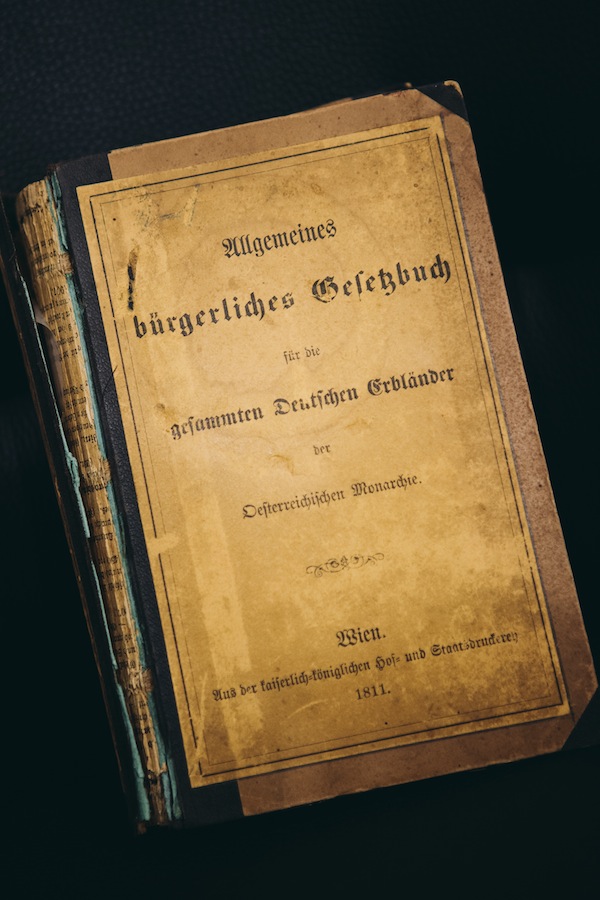 Allgemeines
bürgerliches Gesetzbuch
für die
gesammten Deutschen Erbländer
der
Oesterreichischen Monarchie.
Wien.
Aus der kaiserlich-königlichen Hof- und Staatsdruckerey
1811.